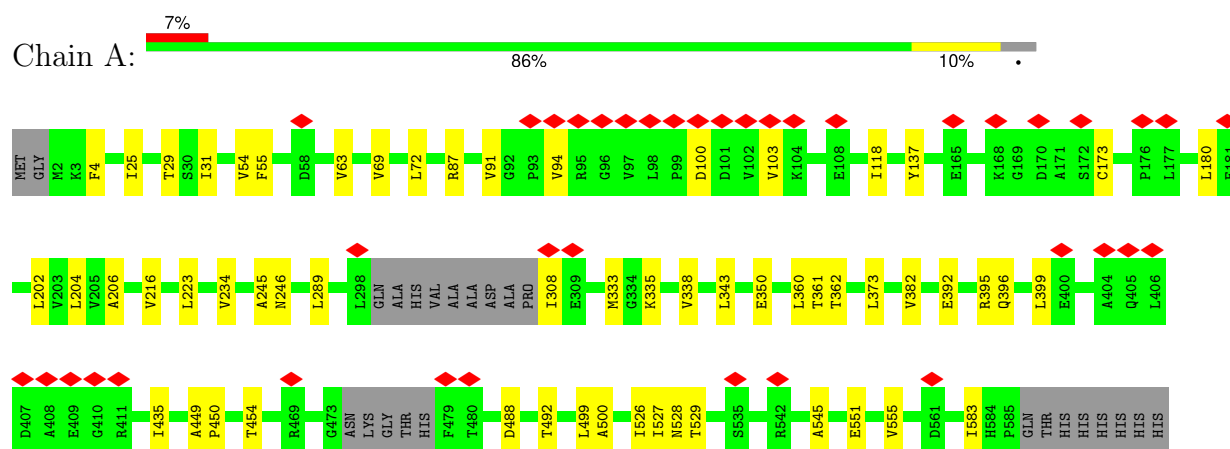 7%
Chain A:
86% 10% •
MET GLY M2 K3 F4 I25 T29 S30 I31 V54 F55 D58 V63 V69 L72 R87 V91 G92 P93 V94 R95 G96 V97 L98 P99 D100 D101 V102 V103 K104 E108 I118 Y137 E165 K168 G169 D170 A171 S172 C173 P176 L177 L180
L202 V203 L204 V205 A206 V216 L223 V234 A245 N246 L289 L298 GLN ALA HIS VAL ALA ALA ASP ALA PRO I308 E309 M333 G334 K335 V338 L343 E350 L360 T361 T362 L373 V382 E392 R395 Q396 L399 E400 A404 Q405 L406
D407 A408 E409 G410 R411 I435 A449 P450 T454 R469 G473 ASN LYS GLY THR HIS F479 T480 D488 T492 L499 A500 I526 I527 N528 T529 S535 R542 A545 E551 V555 D561 I583 H584 P585 GLN THR HIS HIS HIS HIS HIS HIS